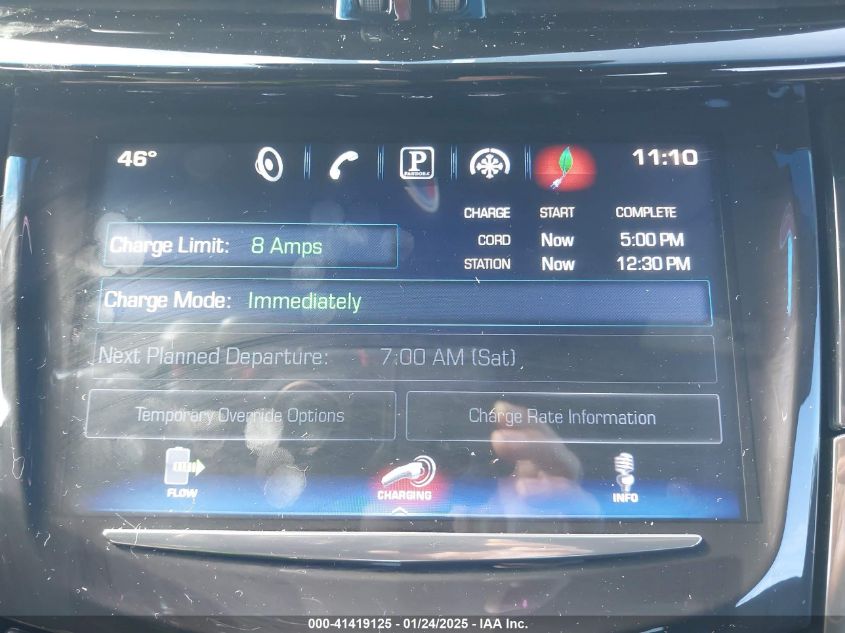 46° P PANDORA 11:10
CHARGE START COMPLETE
Charge Limit: 8 Amps
CORD Now 5:00 PM
STATION Now 12:30 PM
Charge Mode: Immediately
Next Planned Departure: 7:00 AM (Sat)
Temporary Override Options Charge Rate Information
FLOW CHARGING INFO
000-41419125 - 01/24/2025 - IAA Inc.